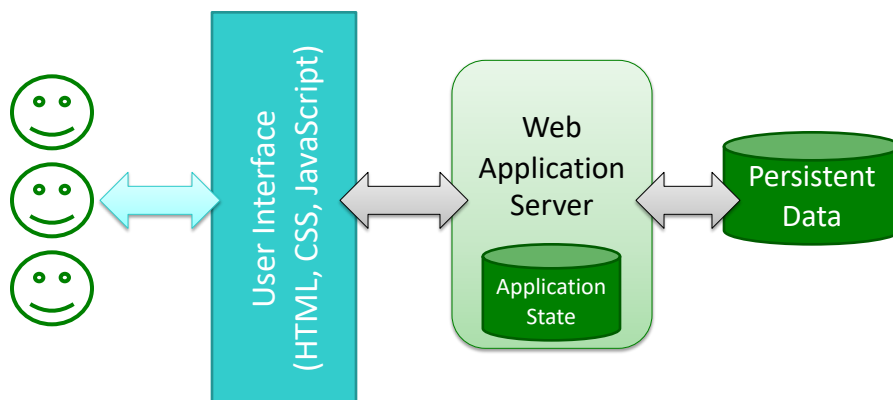 User Interface
(HTML, CSS, JavaScript)
Web
Application
Server
Application
State
Persistent
Data